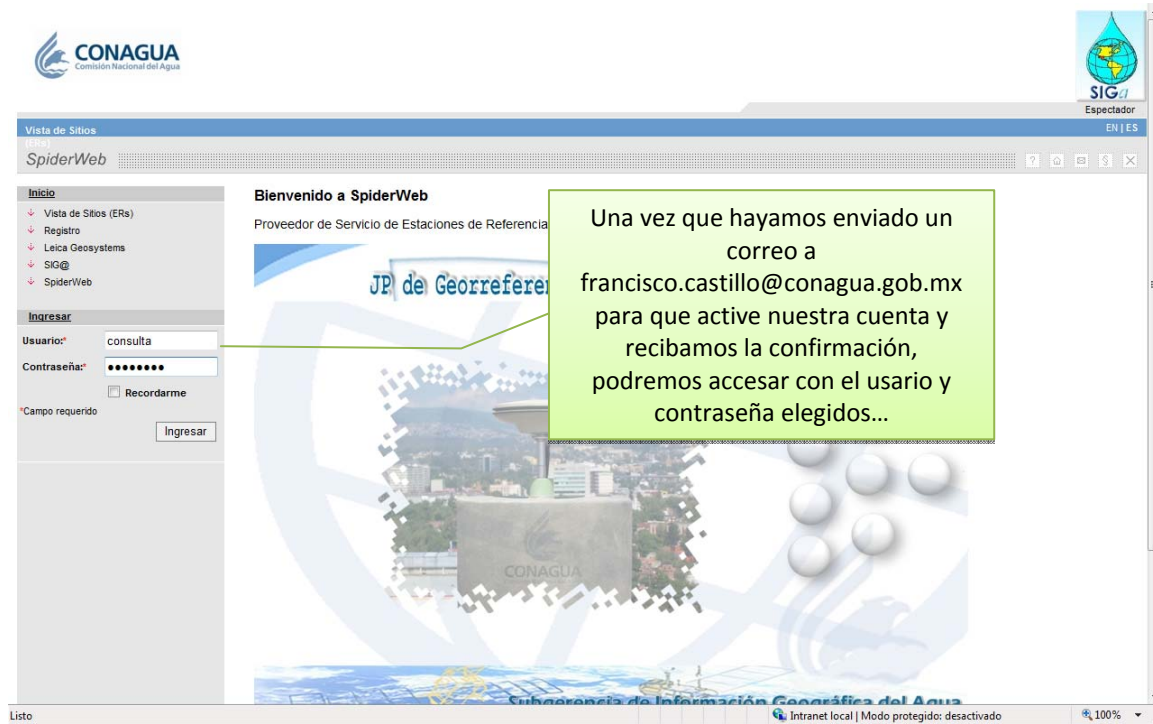 CONAGUA
Comisión Nacional del Agua
SIGa
Espectador
Vista de Sitios
(ERs)
EN | ES
SpiderWeb
Inicio
Vista de Sitios (ERs)
Registro
Leica Geosystems
SIG@
SpiderWeb
Ingresar
Usuario:* consulta
Contraseña:* ●●●●●●●●
Recordarme
*Campo requerido
Ingresar
Bienvenido a SpiderWeb
Proveedor de Servicio de Estaciones de Referencia
JP de Georrefere
Una vez que hayamos enviado un
correo a
francisco.castillo@conagua.gob.mx
para que active nuestra cuenta y
recibamos la confirmación,
podremos accesar con el usario y
contraseña elegidos…
CONAGUA
Subgerencia de Información Geográfica del Agua
Listo
Intranet local | Modo protegido: desactivado
100%